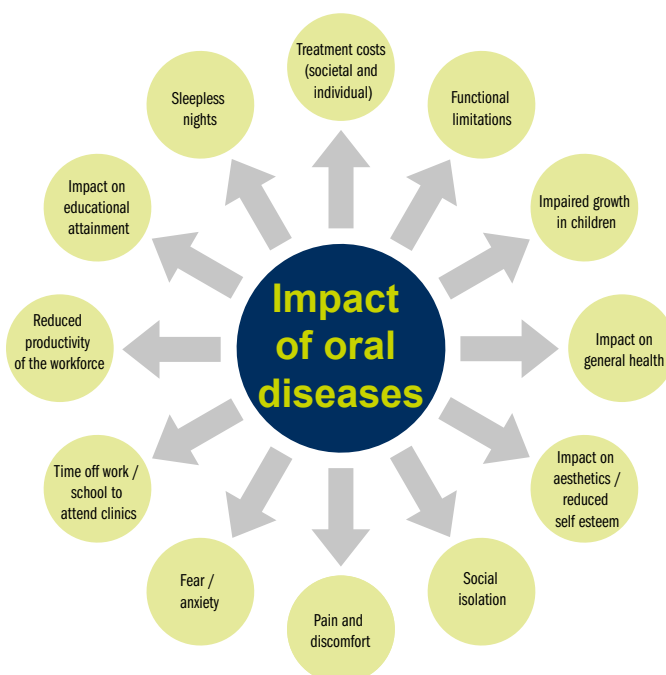 Treatment costs
(societal and
individual)
Functional
limitations
Impaired growth
in children
Impact on
general health
Impact on
aesthetics /
reduced
self esteem
Social
isolation
Pain and
discomfort
Fear /
anxiety
Time off work /
school to
attend clinics
Reduced
productivity
of the workforce
Impact on
educational
attainment
Sleepless
nights
Impact
of oral
diseases